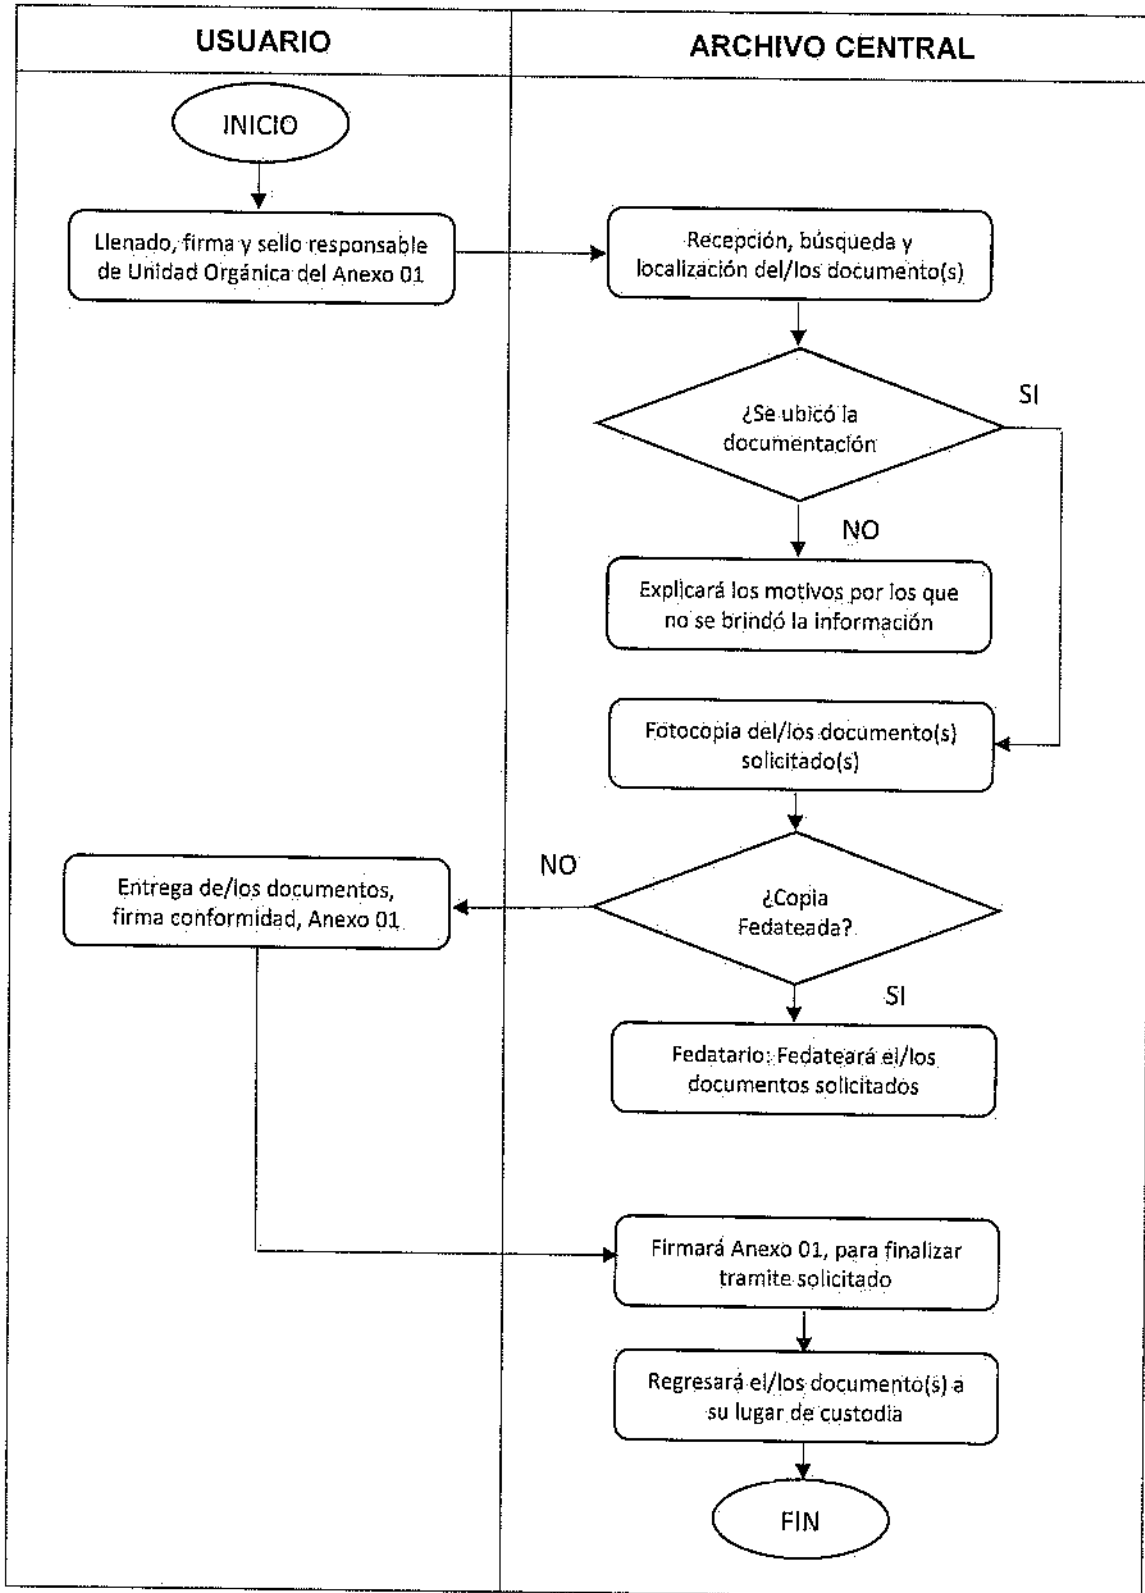 USUARIO
ARCHIVO CENTRAL
INICIO
Llenado, firma y sello responsable
de Unidad Orgánica del Anexo 01
Recepción, búsqueda y
localización del/los documento(s)
¿Se ubicó la
documentación
SI
NO
Explicará los motivos por los que
no se brindó la información
Fotocopia del/los documento(s)
solicitado(s)
NO
Entrega de/los documentos,
firma conformidad, Anexo 01
¿Copia
Fedateada?
SI
Fedatario: Fedateará el/los
documentos solicitados
Firmará Anexo 01, para finalizar
tramite solicitado
Regresará el/los documento(s) a
su lugar de custodia
FIN